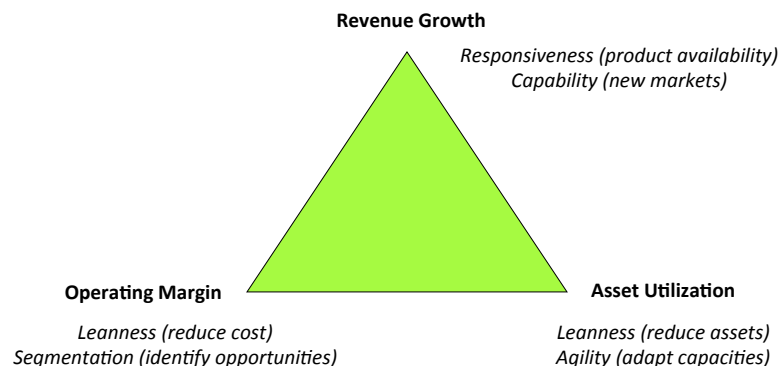 Revenue Growth
Responsiveness (product availability)
Capability (new markets)
Operating Margin
Leanness (reduce cost)
Segmentation (identify opportunities)
Asset Utilization
Leanness (reduce assets)
Agility (adapt capacities)